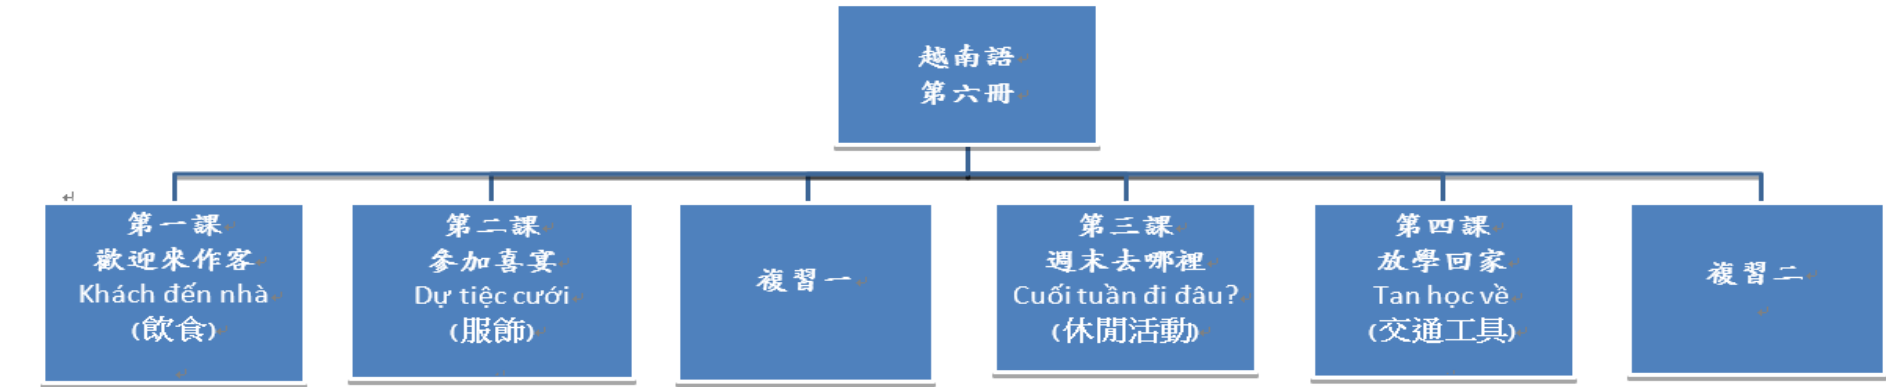 越南語
第六冊
第一課
歡迎來作客
Khách đến nhà
(飲食)
第二課
參加喜宴
Dự tiệc cưới
(服飾)
複習一
第三課
週末去哪裡
Cuối tuần đi đâu?
(休閒活動)
第四課
放學回家
Tan học về
(交通工具)
複習二